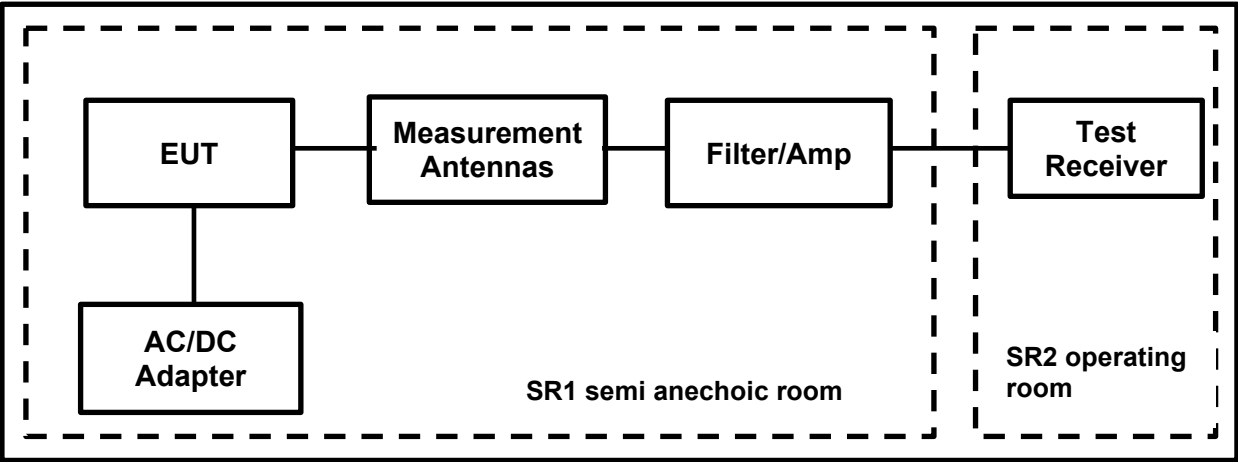 EUT
Measurement
Antennas
Filter/Amp
Test
Receiver
AC/DC
Adapter
SR1 semi anechoic room
SR2 operating
room